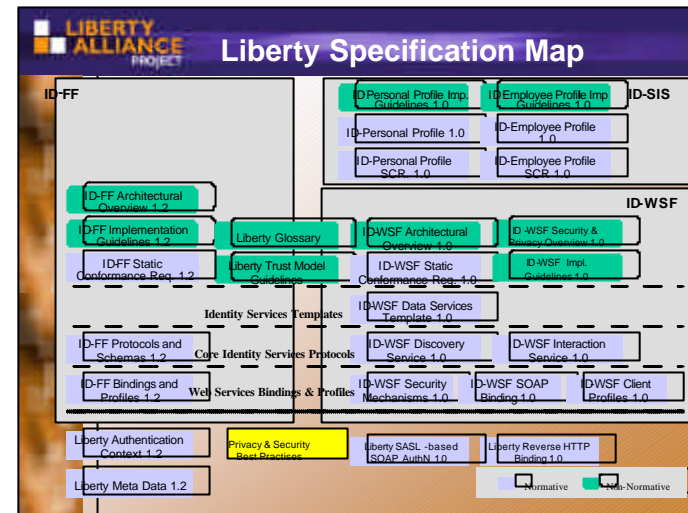 LIBERTY
ALLIANCE
PROJECT
Liberty Specification Map
ID-FF
ID-SIS
ID Personal Profile Imp.
Guidelines 1.0
ID Employee Profile Imp
Guidelines 1.0
ID-Personal Profile 1.0
ID-Employee Profile
1.0
ID-Personal Profile
SCR. 1.0
ID-Employee Profile
SCR 1.0
ID-WSF
ID-FF Architectural
Overview 1.2
ID-FF Implementation
Guidelines 1.2
Liberty Glossary
ID-WSF Architectural
Overview 1.0
ID -WSF Security &
Privacy Overview 1.0
ID-FF Static
Conformance Req. 1.2
Liberty Trust Model
Guidelines
ID-WSF Static
Conformance Req. 1.0
ID-WSF Impl.
Guidelines 1.0
Identity Services Templates
ID-WSF Data Services
Template 1.0
ID-FF Protocols and
Schemas 1.2
Core Identity Services Protocols
ID-WSF Discovery
Service 1.0
ID-WSF Interaction
Service 1.0
ID-FF Bindings and
Profiles 1.2
Web Services Bindings & Profiles
ID-WSF Security
Mechanisms 1.0
ID-WSF SOAP
Binding 1.0
ID-WSF Client
Profiles 1.0
Liberty Authentication
Context 1.2
Privacy & Security
Best Practises
Liberty SASL -based
SOAP AuthN 1.0
Liberty Reverse HTTP
Binding 1.0
Liberty Meta Data 1.2
Normative
Non-Normative